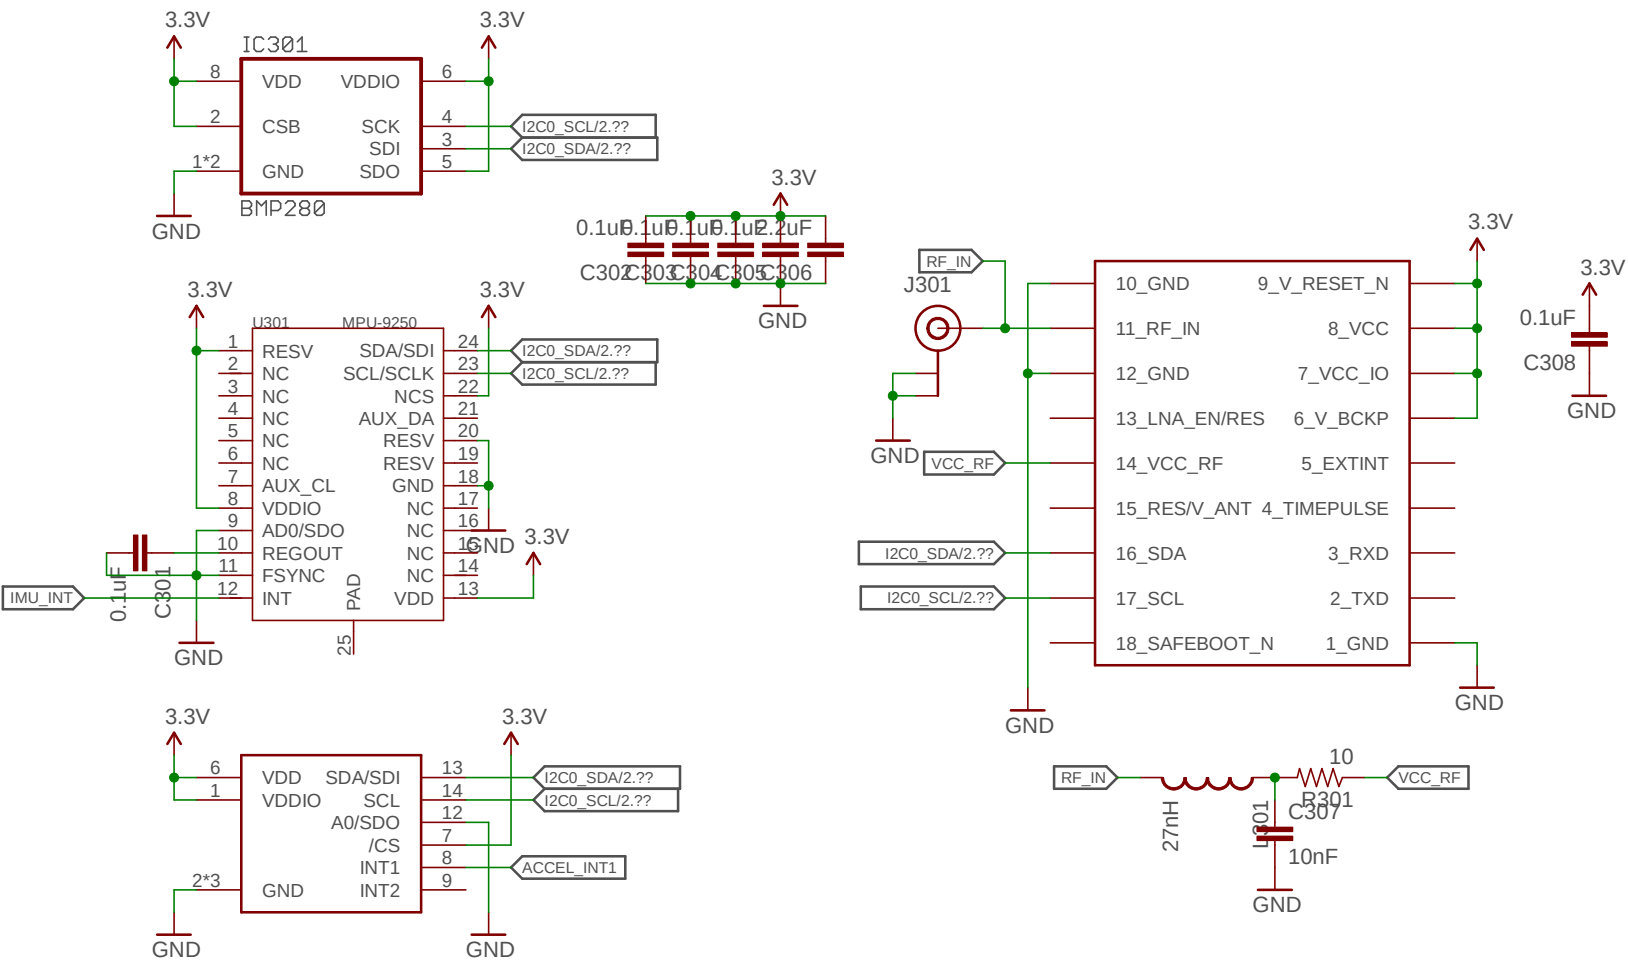 3.3V
3.3V
IC301
8 VDD VDDIO 6
2 CSB SCK 4 I2C0_SCL/2.??
SDI 3 I2C0_SDA/2.??
1*2 GND SDO 5
BMP280
GND
3.3V
0.1uF 0.1uF 0.1uF 0.1uF 2.2uF
C302 C303 C304 C305 C306
GND
3.3V
3.3V
U301 MPU-9250
1 RESV SDA/SDI 24 I2C0_SDA/2.??
2 NC SCL/SCLK 23 I2C0_SCL/2.??
3 NC NCS 22
4 NC AUX_DA 21
5 NC RESV 20
6 NC RESV 19
7 AUX_CL GND 18
8 VDDIO NC 17
9 AD0/SDO NC 16
10 REGOUT NC 15
11 FSYNC NC 14
12 INT VDD 13
GND
3.3V
IMU_INT
0.1uF
C301
PAD
25
GND
3.3V
3.3V
6 VDD SDA/SDI 13 I2C0_SDA/2.??
1 VDDIO SCL 14 I2C0_SCL/2.??
A0/SDO 12
/CS 7
INT1 8 ACCEL_INT1
2*3 GND INT2 9
GND
GND
RF_IN
J301
GND
VCC_RF
I2C0_SDA/2.??
I2C0_SCL/2.??
3.3V
10_GND 9_V_RESET_N
11_RF_IN 8_VCC
12_GND 7_VCC_IO
13_LNA_EN/RES 6_V_BCKP
14_VCC_RF 5_EXTINT
15_RES/V_ANT 4_TIMEPULSE
16_SDA 3_RXD
17_SCL 2_TXD
18_SAFEBOOT_N 1_GND
GND
GND
3.3V
0.1uF
C308
GND
RF_IN
27nH
L301
10
R301
VCC_RF
C307
10nF
GND